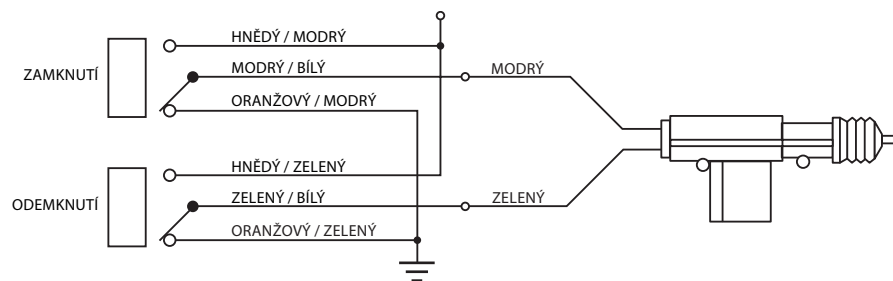 HNĚDÝ / MODRÝ
ZAMKNUTÍ
MODRÝ / BÍLÝ
MODRÝ
ORANŽOVÝ / MODRÝ
HNĚDÝ / ZELENÝ
ODEMKNUTÍ
ZELENÝ / BÍLÝ
ZELENÝ
ORANŽOVÝ / ZELENÝ